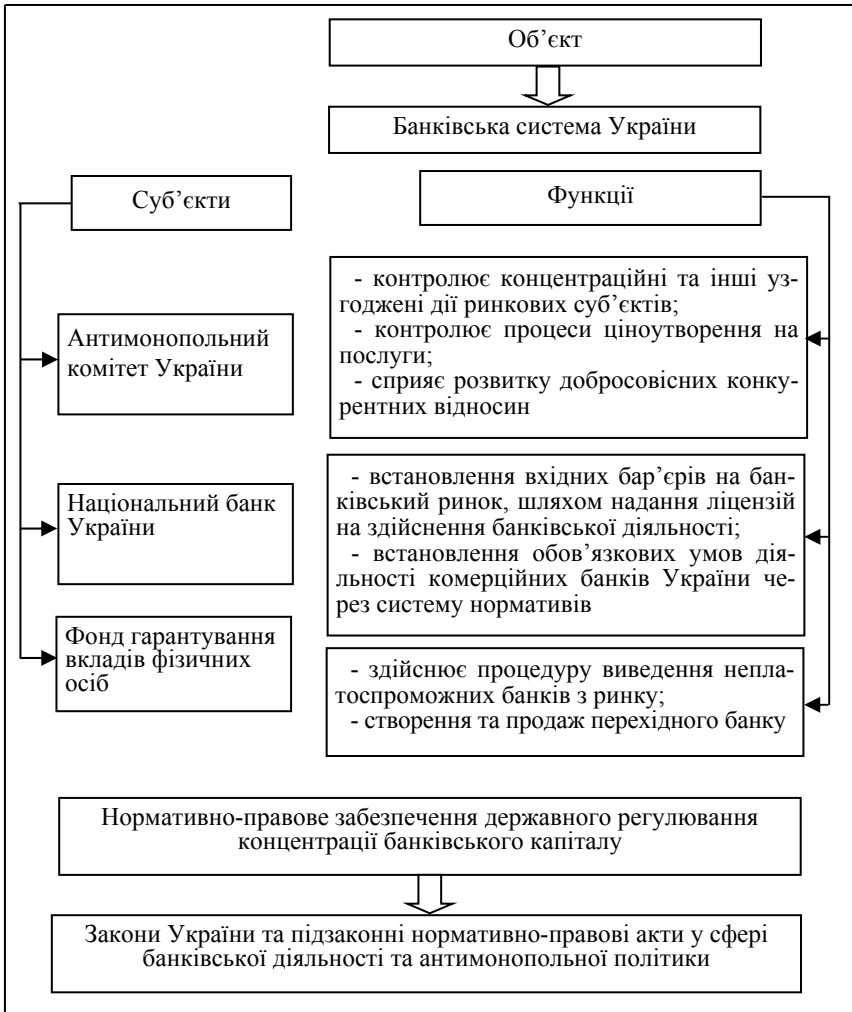 Об’єкт
Банківська система України
Суб’єкти
Функції
Антимонопольний
комітет України
- контролює концентраційні та інші уз-
годжені дії ринкових суб’єктів;
- контролює процеси ціноутворення на
послуги;
- сприяє розвитку добросовісних конку-
рентних відносин
Національний банк
України
- встановлення вхідних бар’єрів на бан-
ківський ринок, шляхом надання ліцензій
на здійснення банківської діяльності;
- встановлення обов’язкових умов дія-
льності комерційних банків України че-
рез систему нормативів
Фонд гарантування
вкладів фізичних
осіб
- здійснює процедуру виведення непла-
тоспроможних банків з ринку;
- створення та продаж перехідного банку
Нормативно-правове забезпечення державного регулювання
концентрації банківського капіталу
Закони України та підзаконні нормативно-правові акти у сфері
банківської діяльності та антимонопольної політики